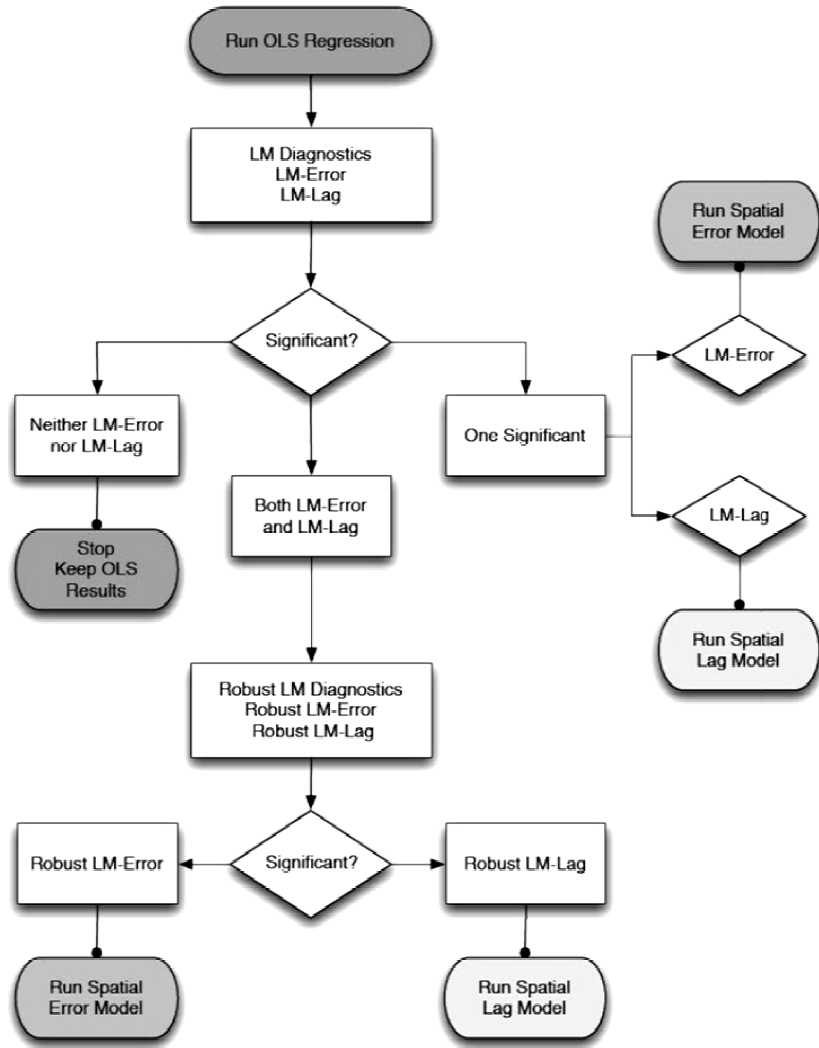 Run OLS Regression
LM Diagnostics
LM-Error
LM-Lag
Run Spatial
Error Model
Significant?
LM-Error
Neither LM-Error
nor LM-Lag
One Significant
Both LM-Error
and LM-Lag
LM-Lag
Stop
Keep OLS
Results
Run Spatial
Lag Model
Robust LM Diagnostics
Robust LM-Error
Robust LM-Lag
Robust LM-Error
Significant?
Robust LM-Lag
Run Spatial
Error Model
Run Spatial
Lag Model